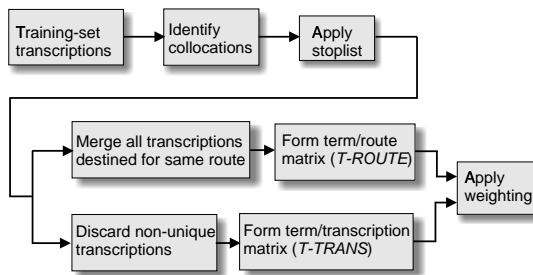 Training-set
transcriptions
Identify
collocations
Apply
stoplist
Merge all transcriptions
destined for same route
Form term/route
matrix (T-ROUTE)
Apply
weighting
Discard non-unique
transcriptions
Form term/transcription
matrix (T-TRANS)